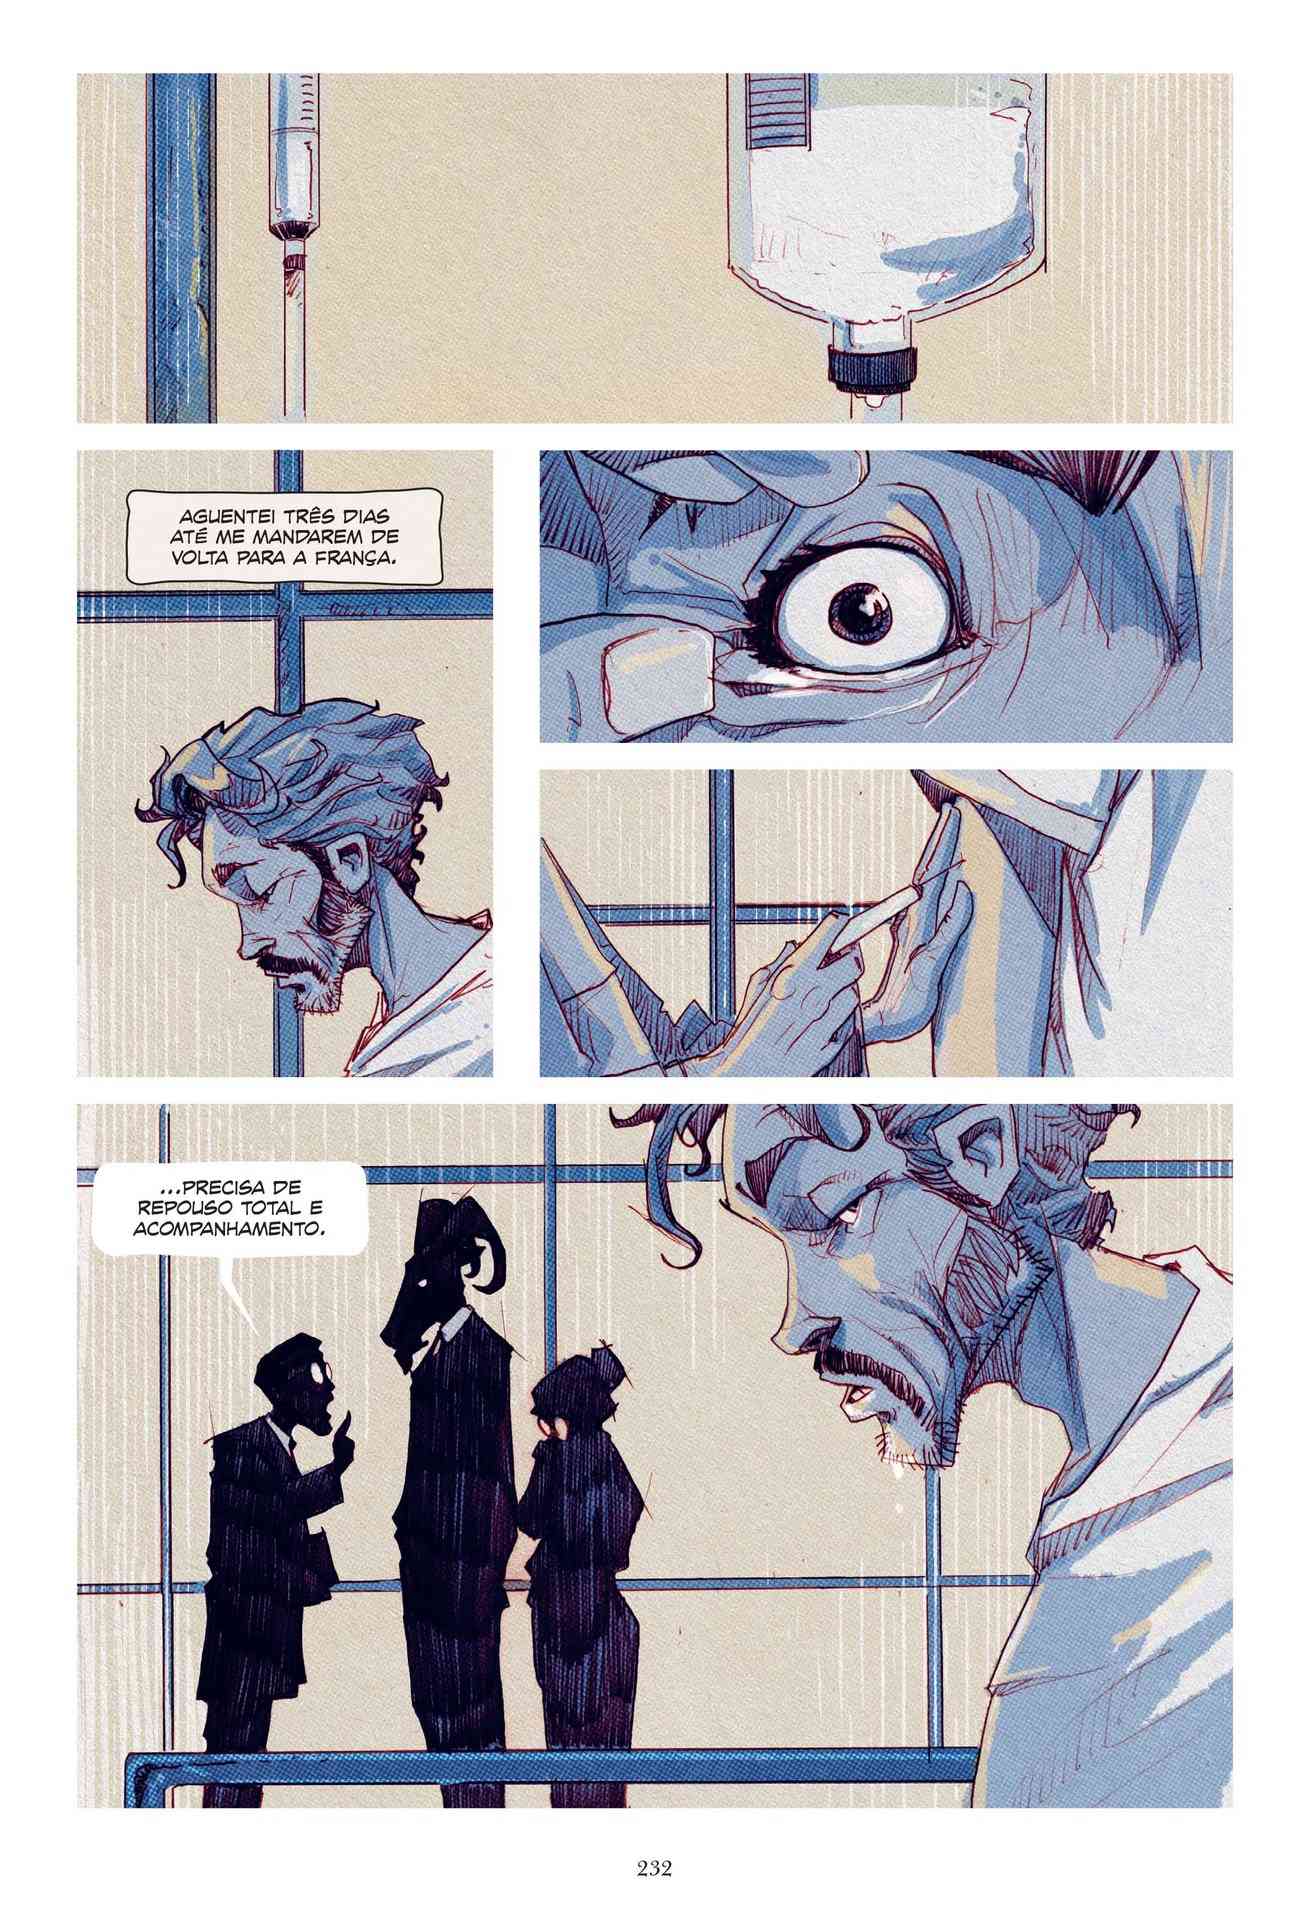 AGUENTEI TRÊS DIAS
ATÉ ME MANDAREM DE
VOLTA PARA A FRANÇA.
...PRECISA DE
REPOUSO TOTAL E
ACOMPANHAMENTO.
232